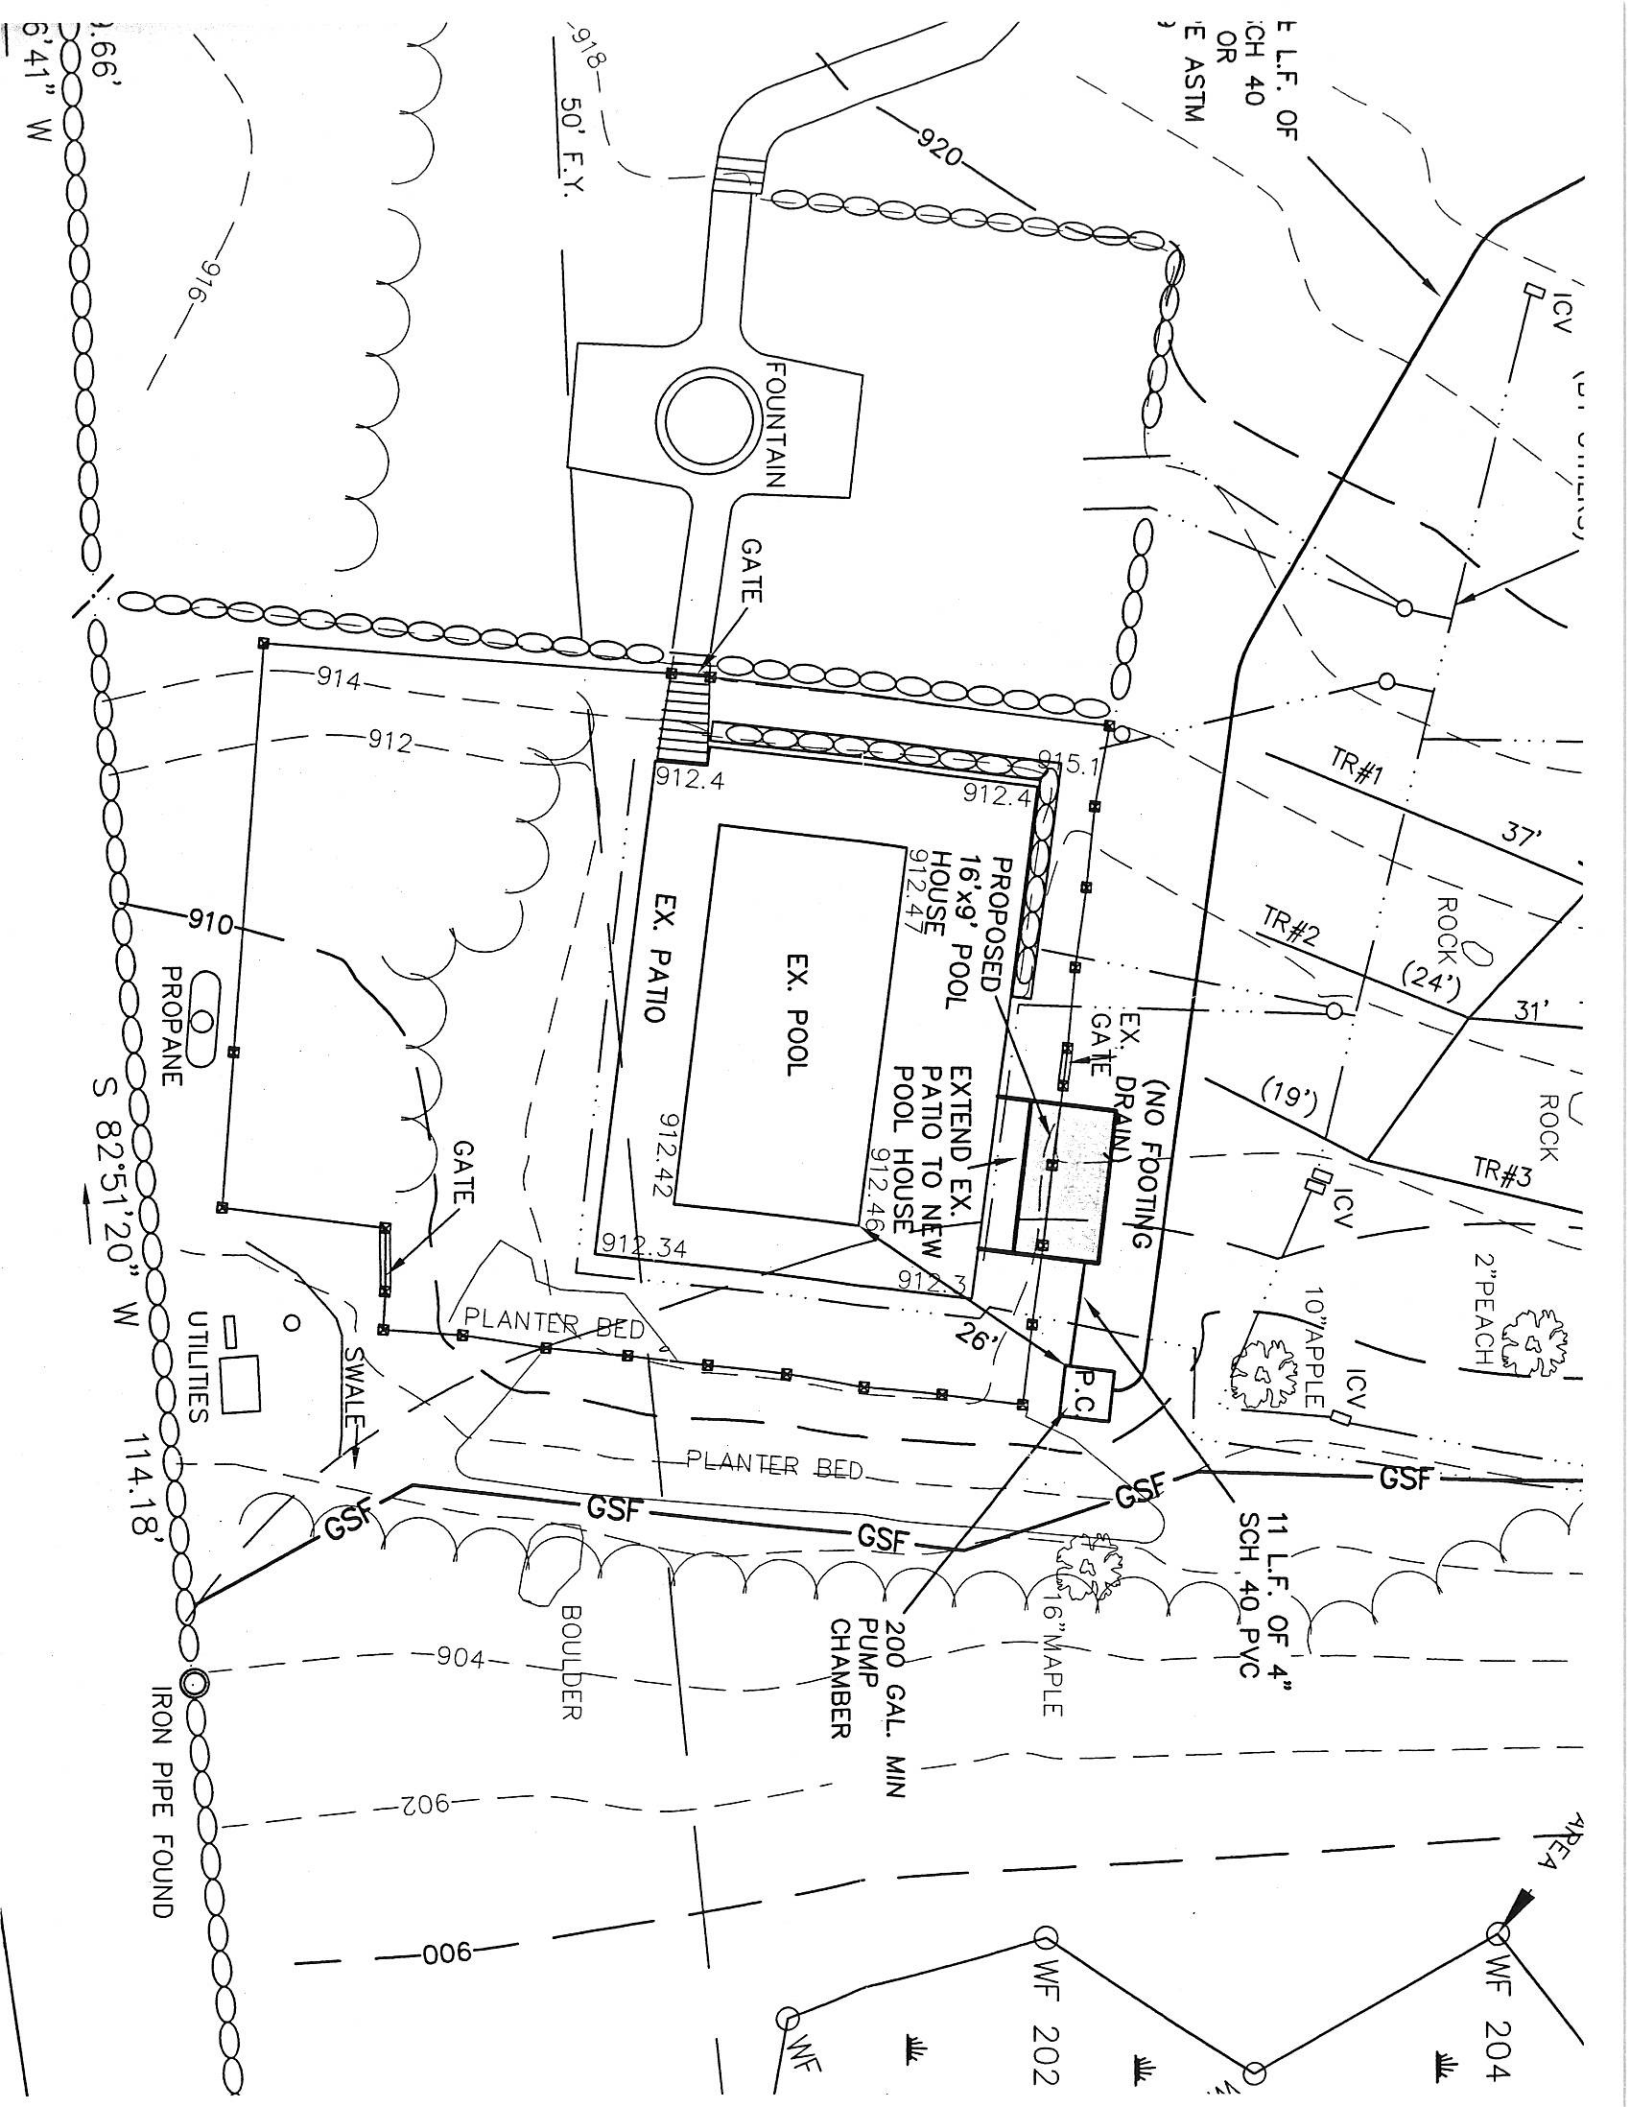 L.F. OF
CH 40
OR
E ASTM
9
ICV
918
50' F.Y.
920
916
.66'
6'41" W
FOUNTAIN
GATE
914
912
910
912.4
912.4
915.1
TR#1
37'
ROCK
TR#2
(24')
31'
ROCK
(19')
TR#3
PROPOSED
16'x9' POOL
HOUSE
912.47
EX. POOL
EX. PATIO
EX.
GATE
(NO FOOTING
DRAIN)
EXTEND EX.
PATIO TO NEW
POOL HOUSE
912.46
912.42
912.34
912.3
PROPANE
GATE
S 82°51'20" W
114.18'
UTILITIES
SWALE
PLANTER BED
PLANTER BED
26'
P.C.
ICV
2"PEACH
10"APPLE
ICV
GSF
GSF
GSF
GSF
GSF
11 L.F. OF 4"
SCH 40 PVC
16"MAPLE
200 GAL. MIN
PUMP
CHAMBER
BOULDER
IRON PIPE FOUND
904
902
900
AREA
WF 204
WF 202
WF